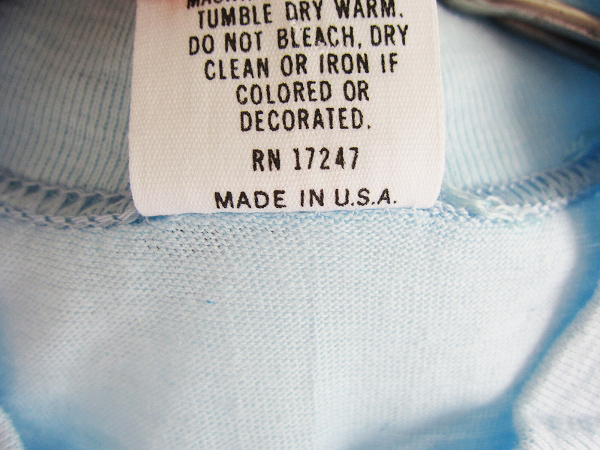 TUMBLE DRY WARM.
DO NOT BLEACH, DRY
CLEAN OR IRON IF
COLORED OR
DECORATED.
RN 17247
MADE IN U.S.A.